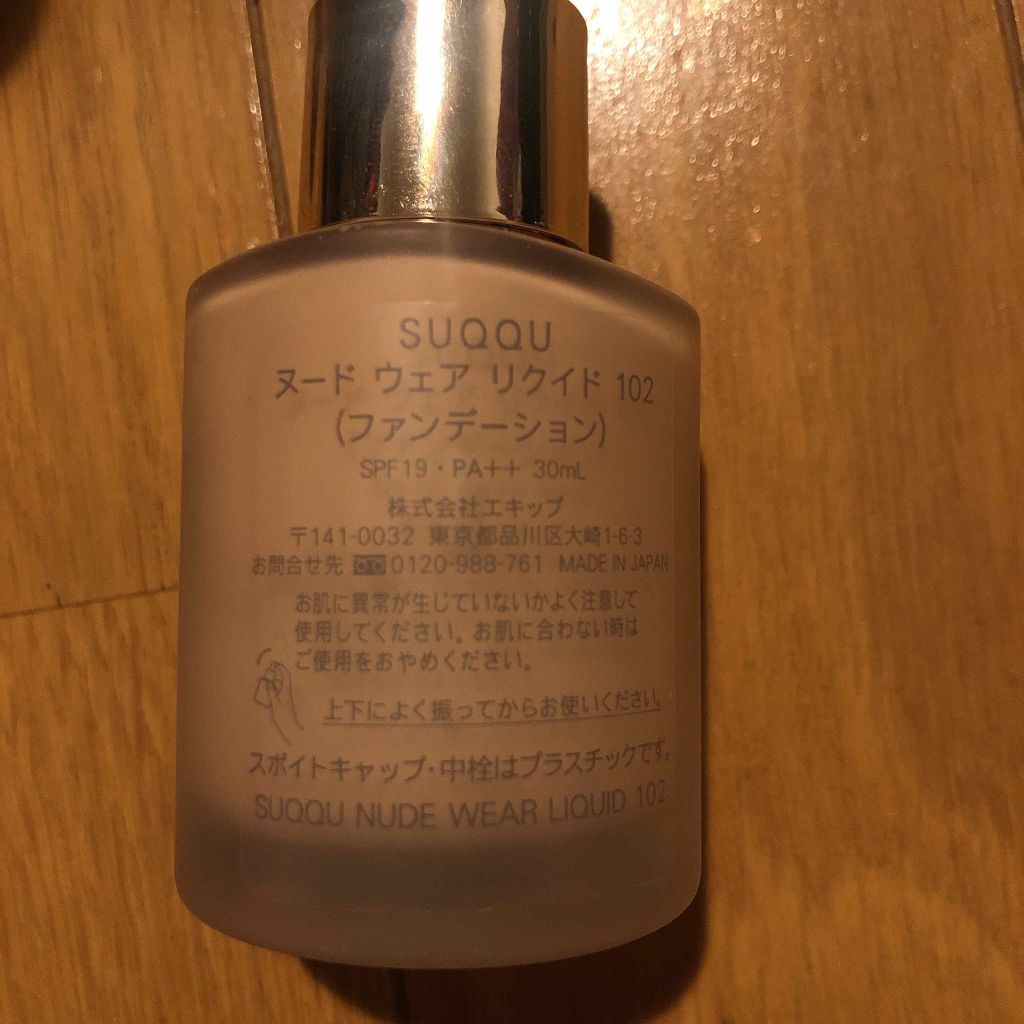 SUQQU
ヌード ウェア リクイド 102
(ファンデーション)
SPF19・PA++ 30mL
株式会社エキップ
〒141-0032 東京都品川区大崎1-6-3
お問合せ先 0120-988-761 MADE IN JAPAN
お肌に異常が生じていないかよく注意して
使用してください。お肌に合わない時は
ご使用をおやめください。
上下によく振ってからお使いください。
スポイトキャップ・中栓はプラスチックです。
SUQQU NUDE WEAR LIQUID 102